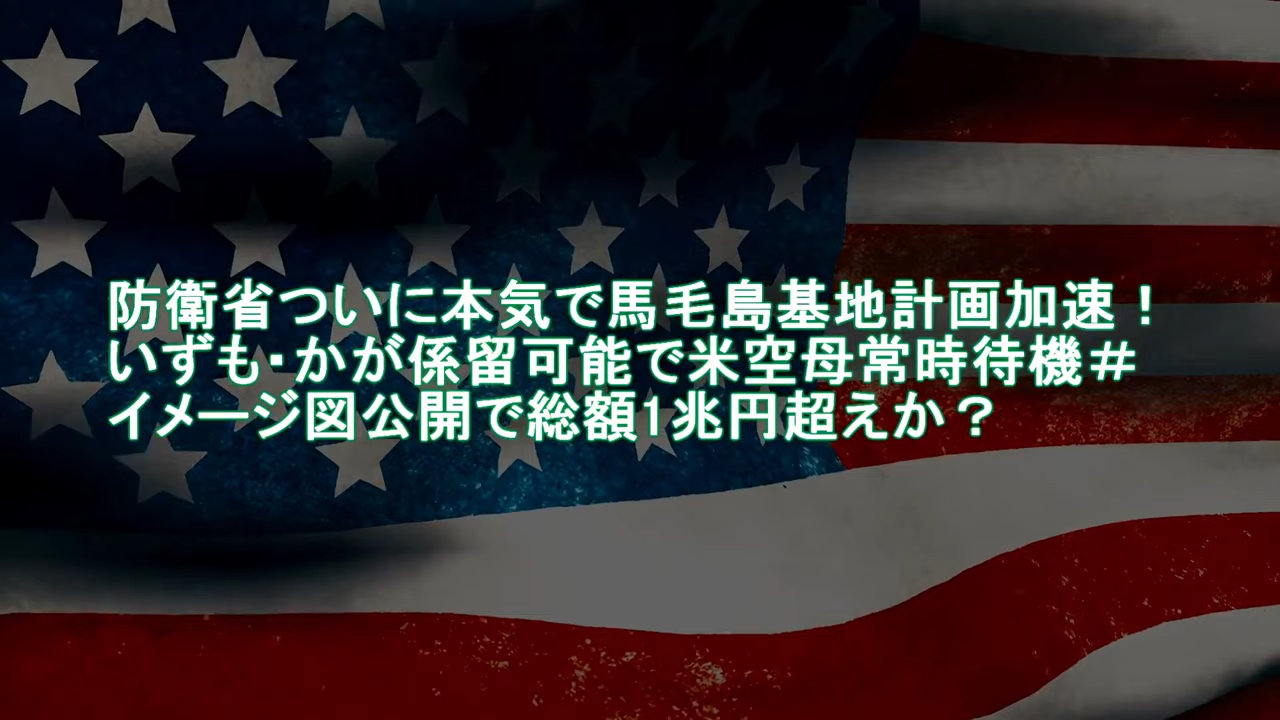 防衛省ついに本気で馬毛島基地計画加速！
いずも・かが係留可能で米空母常時待機＃
イメージ図公開で総額1兆円超えか？